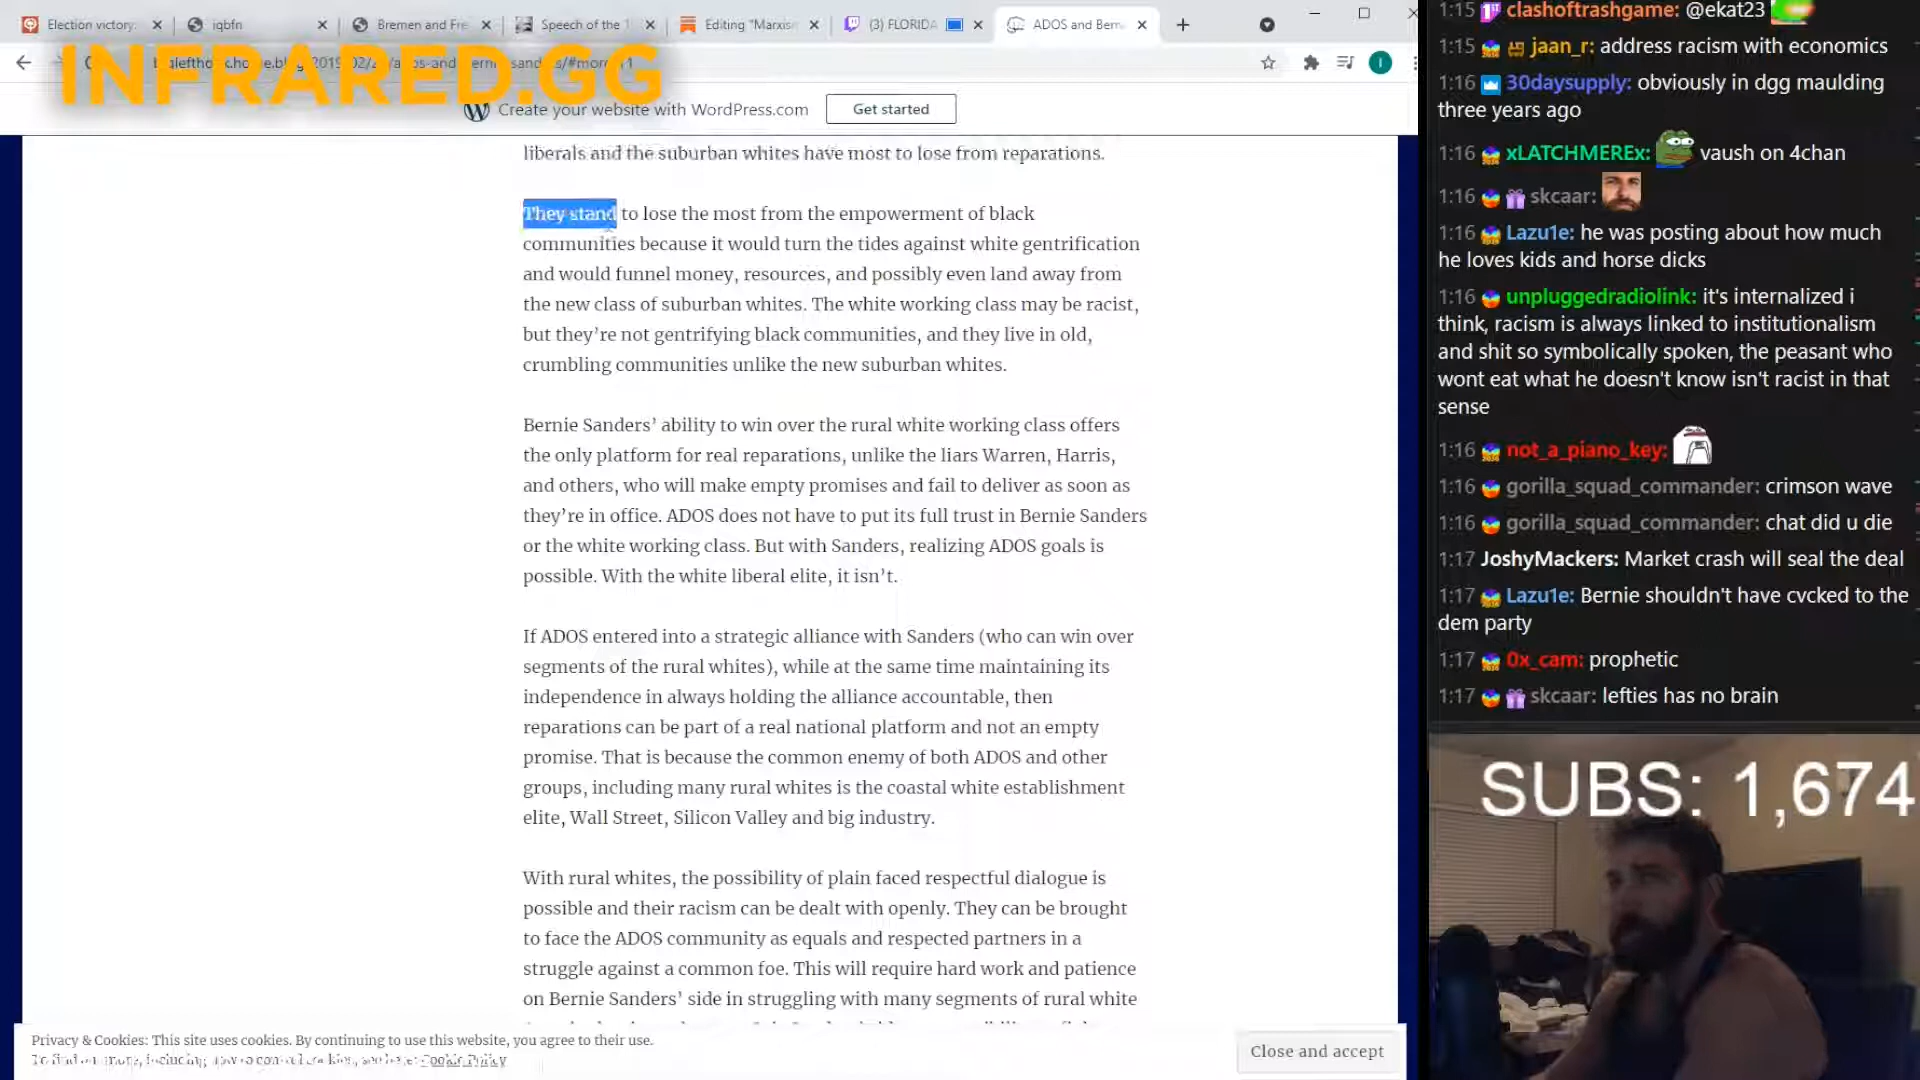 Election victory:
igbfn
Bremen and Fre
Speech of the 1
Editing "Marxis
(3) FLORIDA
ADOS and Bern
INFRARED.GG
Create your website with WordPress.com
Get started
liberals and the suburban whites have most to lose from reparations.
They stand to lose the most from the empowerment of black
communities because it would turn the tides against white gentrification
and would funnel money, resources, and possibly even land away from
the new class of suburban whites. The white working class may be racist,
but they’re not gentrifying black communities, and they live in old,
crumbling communities unlike the new suburban whites.
Bernie Sanders’ ability to win over the rural white working class offers
the only platform for real reparations, unlike the liars Warren, Harris,
and others, who will make empty promises and fail to deliver as soon as
they’re in office. ADOS does not have to put its full trust in Bernie Sanders
or the white working class. But with Sanders, realizing ADOS goals is
possible. With the white liberal elite, it isn’t.
If ADOS entered into a strategic alliance with Sanders (who can win over
segments of the rural whites), while at the same time maintaining its
independence in always holding the alliance accountable, then
reparations can be part of a real national platform and not an empty
promise. That is because the common enemy of both ADOS and other
groups, including many rural whites is the coastal white establishment
elite, Wall Street, Silicon Valley and big industry.
With rural whites, the possibility of plain faced respectful dialogue is
possible and their racism can be dealt with openly. They can be brought
to face the ADOS community as equals and respected partners in a
struggle against a common foe. This will require hard work and patience
on Bernie Sanders’ side in struggling with many segments of rural white
Privacy & Cookies: This site uses cookies. By continuing to use this website, you agree to their use.
Cookie Policy
Close and accept
1:15 clashoftrashgame: @ekat23
1:15 jaan_r: address racism with economics
1:16 30daysupply: obviously in dgg maulding
three years ago
1:16 xLATCHMEREx: vaush on 4chan
1:16 skcaar:
1:16 Lazu1e: he was posting about how much
he loves kids and horse dicks
1:16 unpluggedradiolink: it's internalized i
think, racism is always linked to institutionalism
and shit so symbolically spoken, the peasant who
wont eat what he doesn't know isn't racist in that
sense
1:16 not_a_piano_key:
1:16 gorilla_squad_commander: crimson wave
1:16 gorilla_squad_commander: chat did u die
1:17 JoshyMackers: Market crash will seal the deal
1:17 Lazu1e: Bernie shouldn't have cvcked to the
dem party
1:17 0x_cam: prophetic
1:17 skcaar: lefties has no brain
SUBS: 1,674